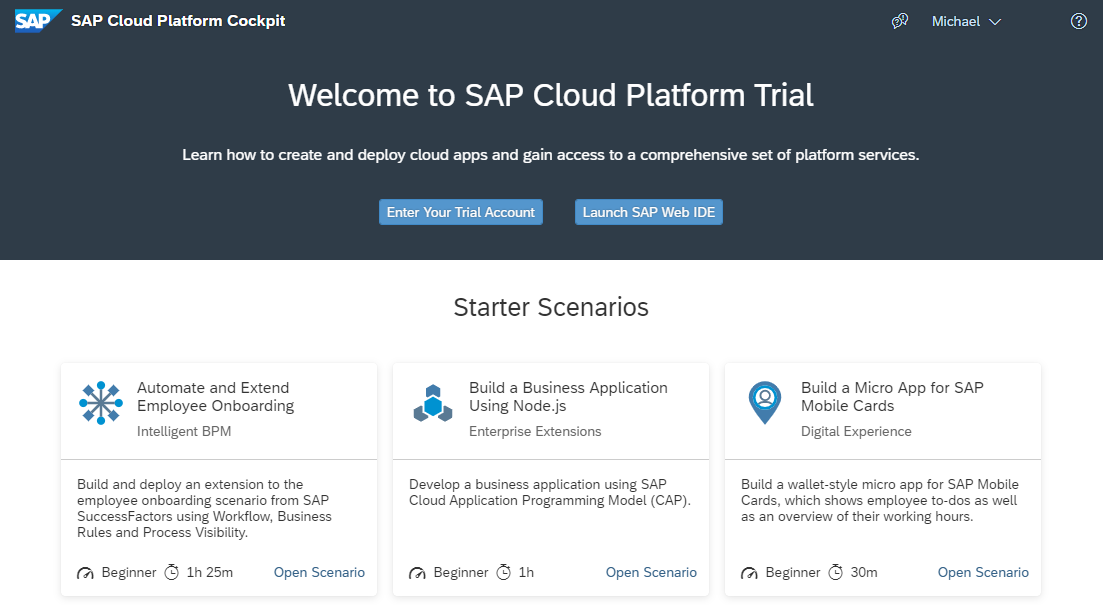 SAP SAP Cloud Platform Cockpit
Michael
Welcome to SAP Cloud Platform Trial
Learn how to create and deploy cloud apps and gain access to a comprehensive set of platform services.
Enter Your Trial Account
Launch SAP Web IDE
Starter Scenarios
Automate and Extend
Employee Onboarding
Intelligent BPM
Build and deploy an extension to the
employee onboarding scenario from SAP
SuccessFactors using Workflow, Business
Rules and Process Visibility.
Beginner 1h 25m Open Scenario
Build a Business Application
Using Node.js
Enterprise Extensions
Develop a business application using SAP
Cloud Application Programming Model (CAP).
Beginner 1h Open Scenario
Build a Micro App for SAP
Mobile Cards
Digital Experience
Build a wallet-style micro app for SAP Mobile
Cards, which shows employee to-dos as well
as an overview of their working hours.
Beginner 30m Open Scenario